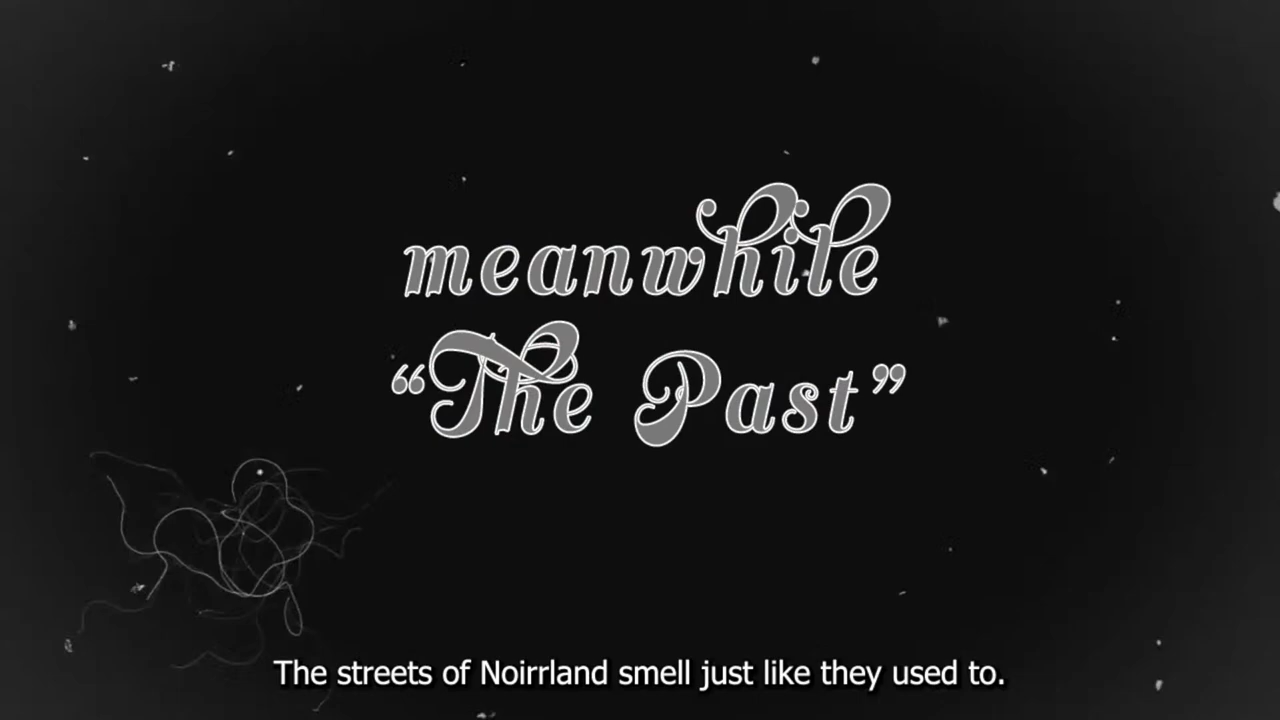 meanwhile
“The Past”
The streets of Noirrland smell just like they used to.